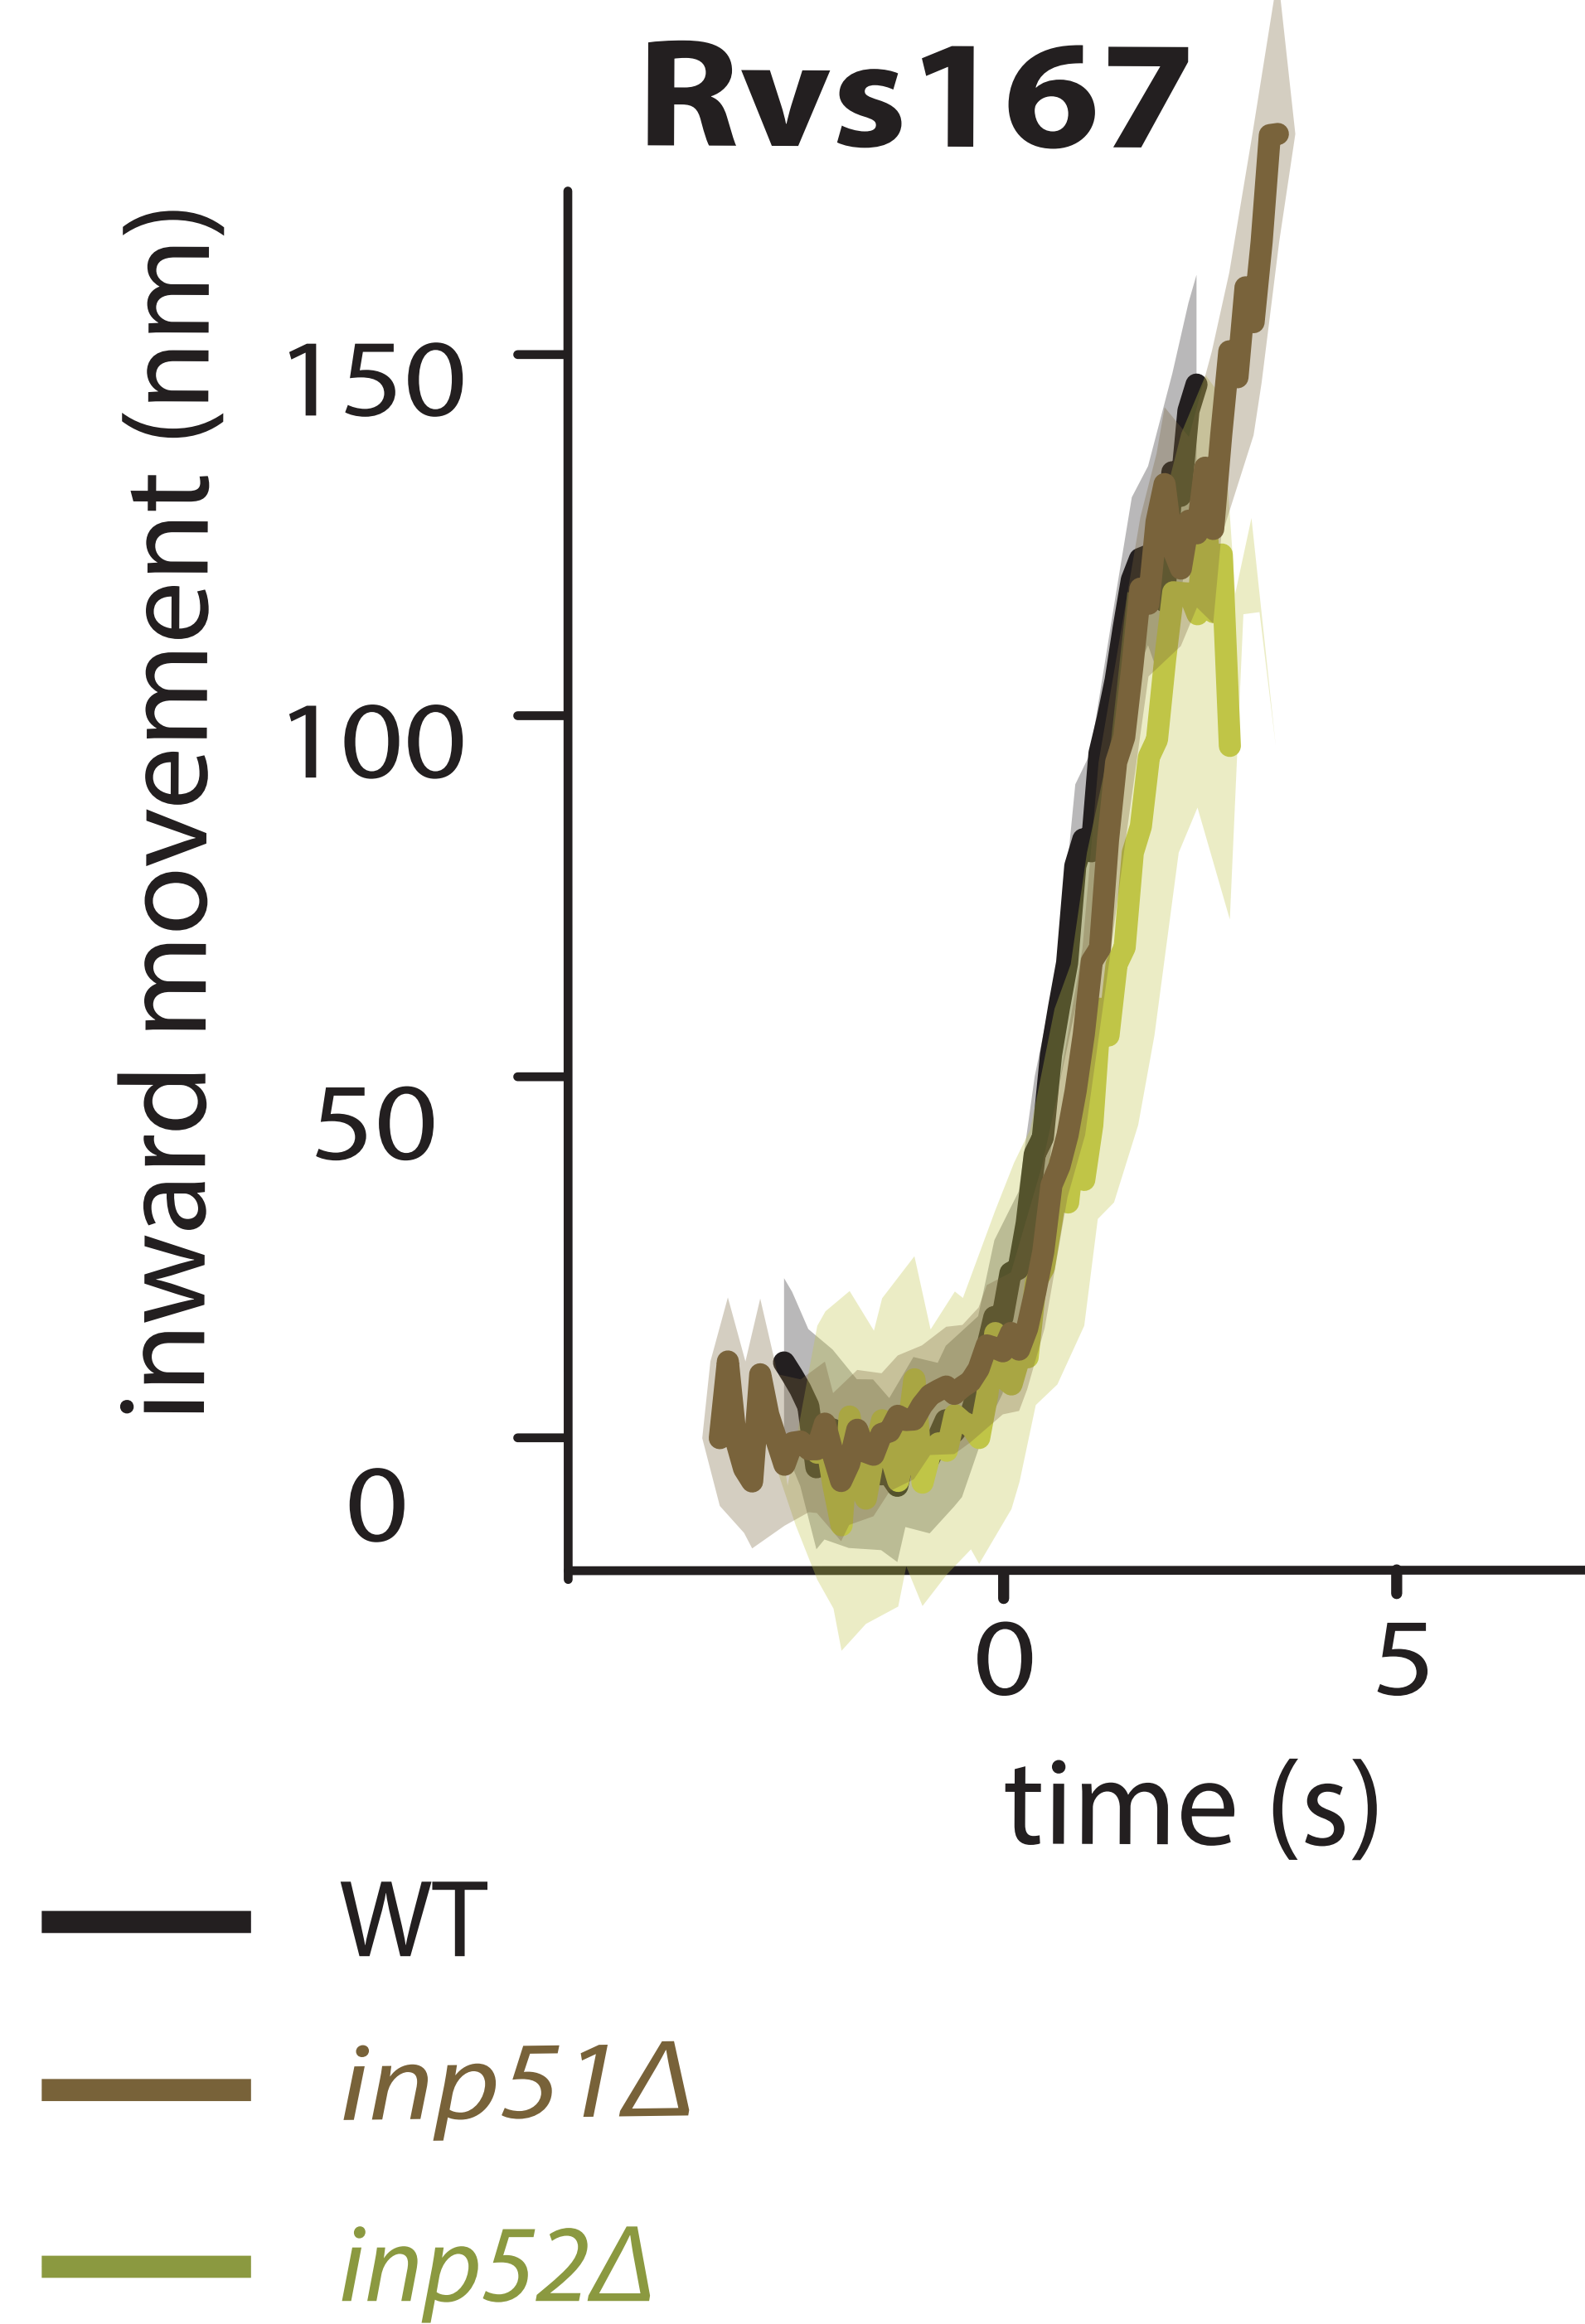 Rvs167
inward movement (nm)
150
100
50
0
0
5
time (s)
WT
inp51Δ
inp52Δ